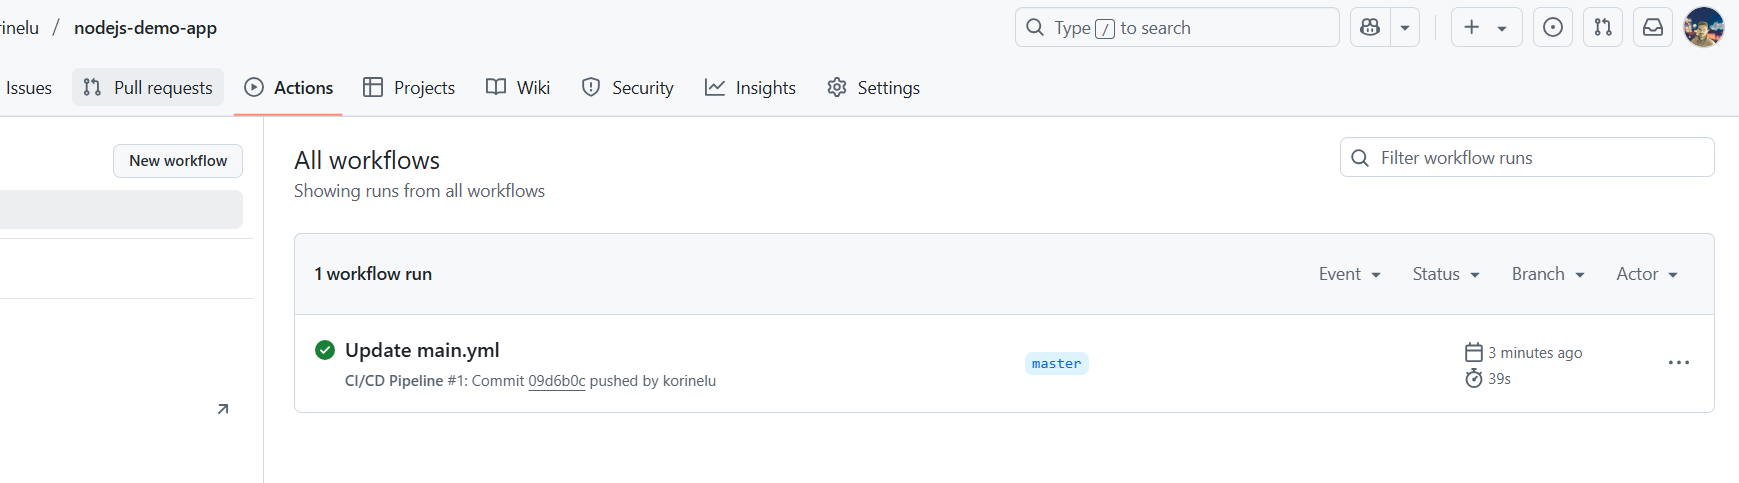 rinelu / nodejs-demo-app
Type / to search
Issues
Pull requests
Actions
Projects
Wiki
Security
Insights
Settings
New workflow
All workflows
Showing runs from all workflows
Filter workflow runs
1 workflow run
Event
Status
Branch
Actor
Update main.yml
CI/CD Pipeline #1: Commit 09d6b0c pushed by korinelu
master
3 minutes ago
39s